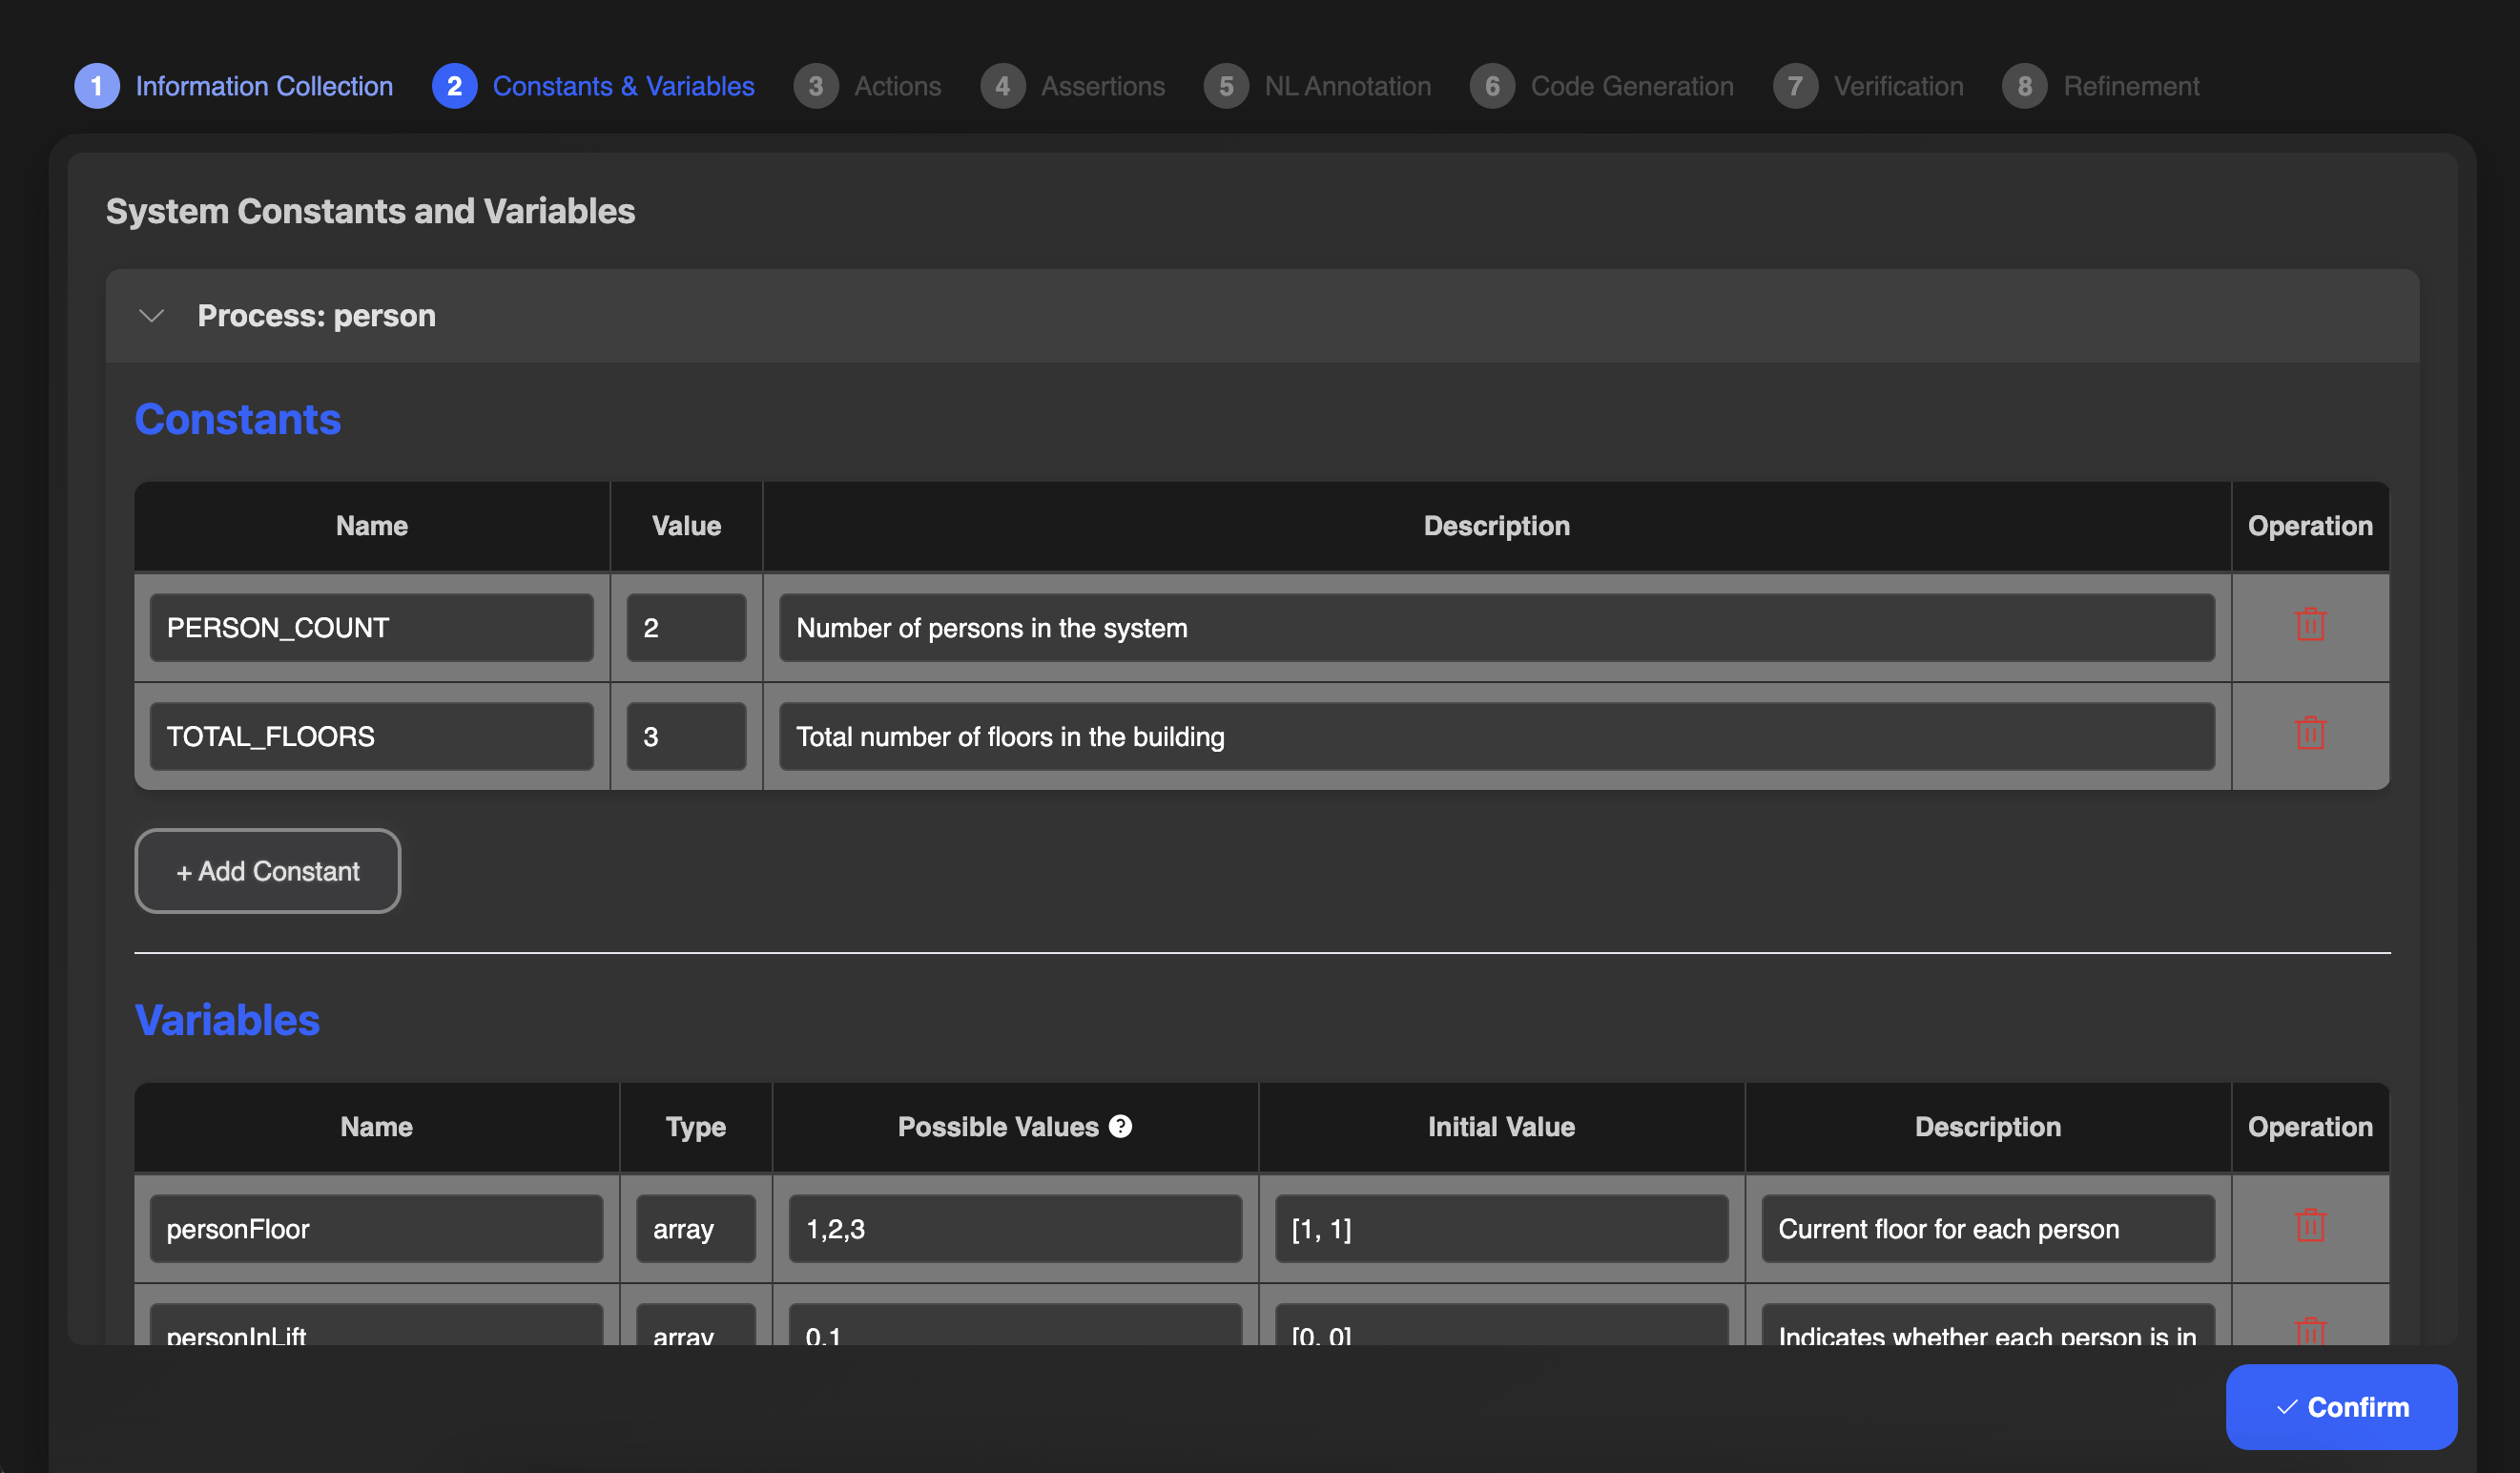 1 Information Collection 2 Constants & Variables 3 Actions 4 Assertions 5 NL Annotation 6 Code Generation 7 Verification 8 Refinement
System Constants and Variables
Process: person
Constants
Name Value Description Operation
PERSON_COUNT 2 Number of persons in the system
TOTAL_FLOORS 3 Total number of floors in the building
+ Add Constant
Variables
Name Type Possible Values ? Initial Value Description Operation
personFloor array 1,2,3 [1, 1] Current floor for each person
personInLift array 0,1 [0, 0] Indicates whether each person is in
Confirm